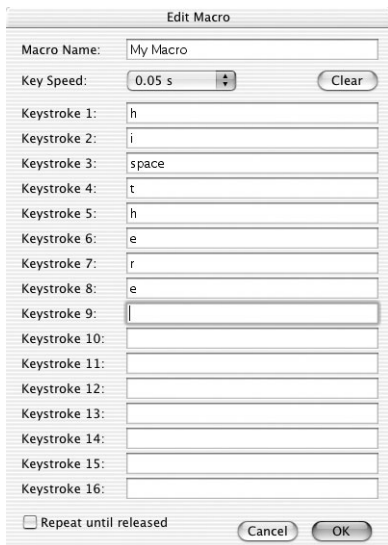 Edit Macro
Macro Name: My Macro
Key Speed: 0.05 s Clear
Keystroke 1: h
Keystroke 2: i
Keystroke 3: space
Keystroke 4: t
Keystroke 5: h
Keystroke 6: e
Keystroke 7: r
Keystroke 8: e
Keystroke 9:
Keystroke 10:
Keystroke 11:
Keystroke 12:
Keystroke 13:
Keystroke 14:
Keystroke 15:
Keystroke 16:
Repeat until released Cancel OK